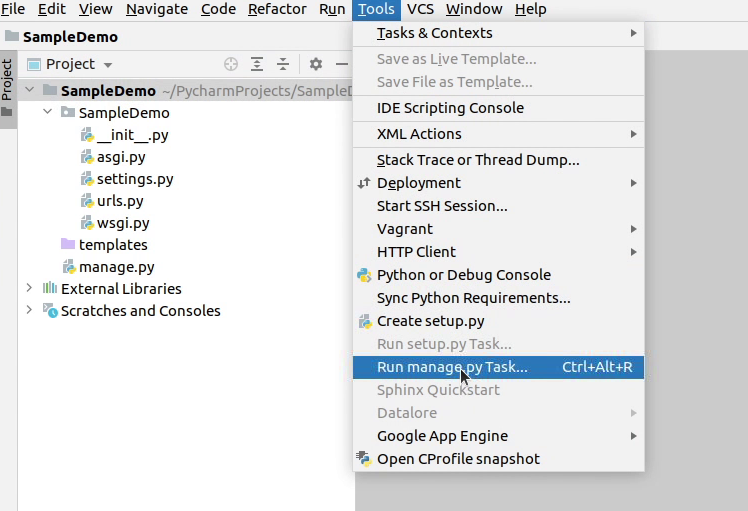 File Edit View Navigate Code Refactor Run Tools VCS Window Help
SampleDemo
Project
Project
SampleDemo ~/PycharmProjects/SampleD
SampleDemo
__init__.py
asgi.py
settings.py
urls.py
wsgi.py
templates
manage.py
External Libraries
Scratches and Consoles
Tasks & Contexts
Save as Live Template...
Save File as Template...
IDE Scripting Console
XML Actions
Stack Trace or Thread Dump...
Deployment
Start SSH Session...
Vagrant
HTTP Client
Python or Debug Console
Sync Python Requirements...
Create setup.py
Run setup.py Task...
Run manage.py Task... Ctrl+Alt+R
Sphinx Quickstart
Datalore
Google App Engine
Open CProfile snapshot